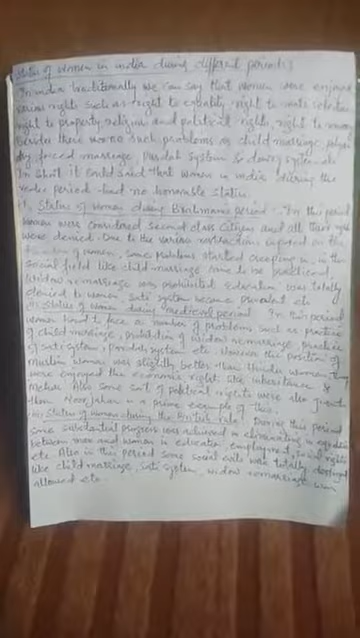 Status of women in india during different periods:
In india traditionally we can say that women were enjoyed
various rights such as right to equality, right to
right to property, religion and political rights, right to
Besides there were no such problems as child marriage,
forced marriage, Purdah System, dowry system etc.
In Short it could said that women in india during the
period had honorable Status.
Status of women during Brahmanic period :- In this period
women were considered second class Citizens and all their rights
were denied. Due to the various restrictions imposed on the
of women, some problems started creeping in, in the
social field like child marriage came to be practiced,
Widow remarriage was prohibited Education was totally
denied to women, sati system became prevalent etc
Status of women during medieval period In this period
women had to face a number of problems such as practice
of child marriage, prohibition of widow remarriage, practice
of sati system, Purdah system etc. However the position of
muslim women was slightly better than Hindu women They
were enjoyed the economic right like inheritance &
Meher. Also some sort of political rights were also given to
them Noor Jahan is a prime example of this.
Status of women during the British rule: During this period
some substantial progress was achieved in eliminating inequalities
between men and women in education, employment, social rights
etc. Also in this period some social evils was totally destroyed
like child marriage, sati system, widow remarriage were
allowed etc.